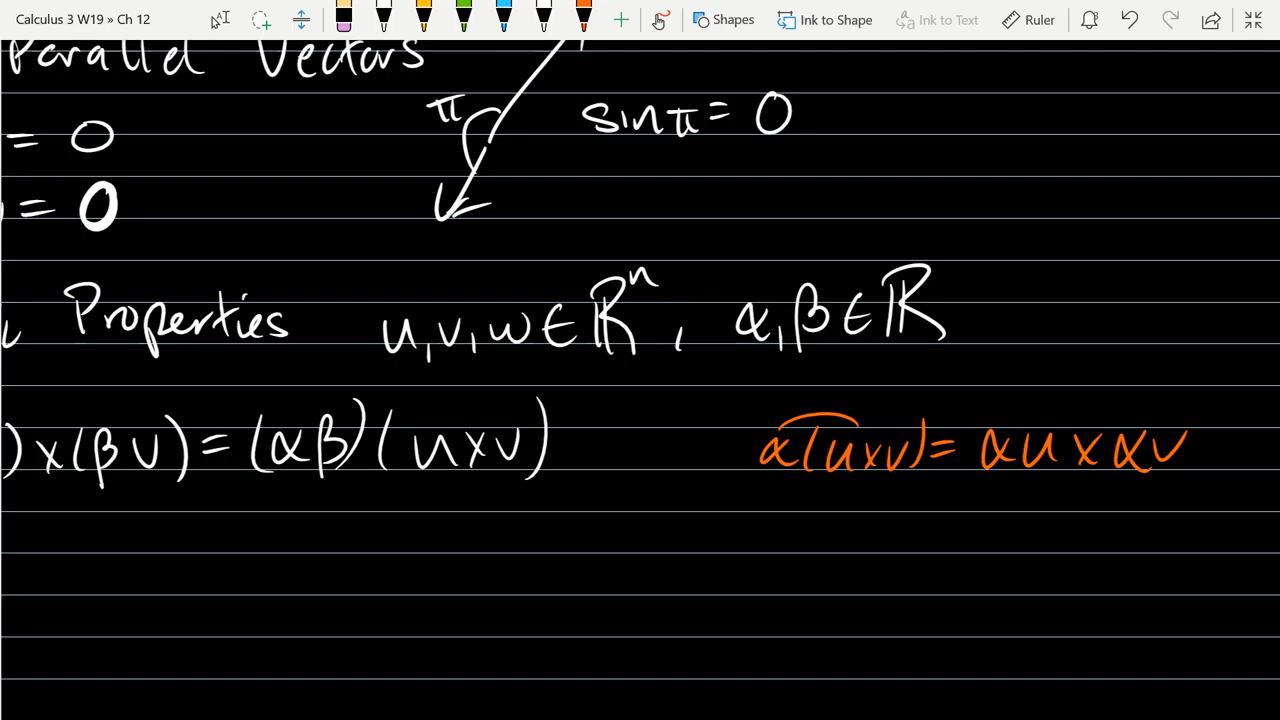 Calculus 3 W19 » Ch 12
Shapes Ink to Shape Ink to Text Ruler
Parallel Vectors
π
sin π = 0
= 0
= 0
Properties u, v, w ∈ ℝⁿ, α, β ∈ ℝ
) × (β v) = (αβ)(u×v)
α(u×v) = αu × αv